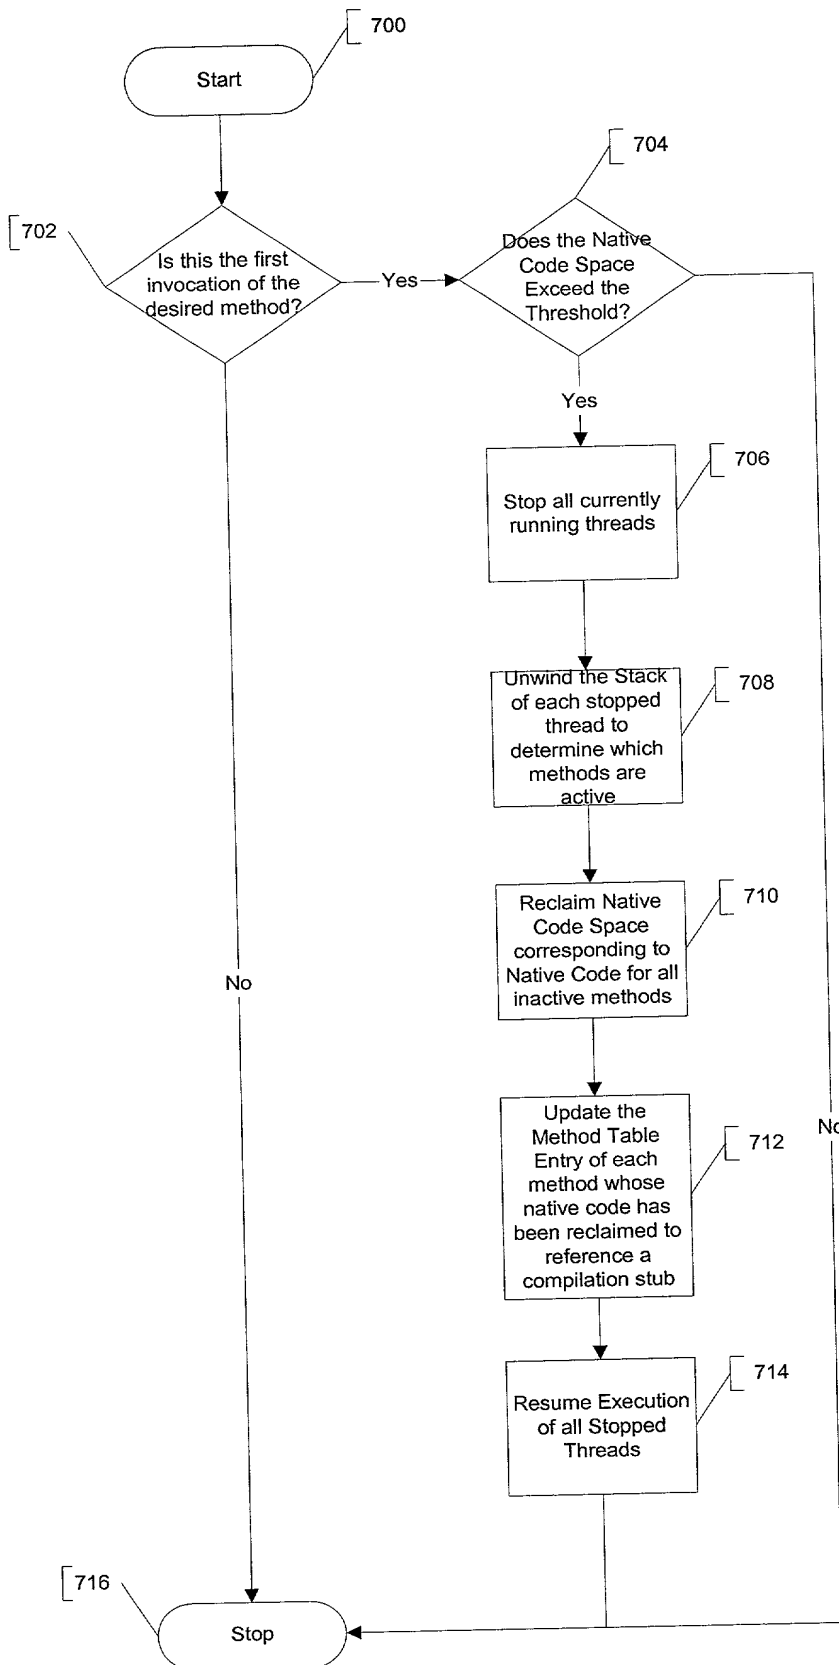 700
Start
704
702
Is this the first
invocation of the
desired method?
Yes
Does the Native
Code Space
Exceed the
Threshold?
Yes
706
Stop all currently
running threads
708
Unwind the Stack
of each stopped
thread to
determine which
methods are
active
710
Reclaim Native
Code Space
corresponding to
Native Code for all
inactive methods
No
712
Update the
Method Table
Entry of each
method whose
native code has
been reclaimed to
reference a
compilation stub
No
714
Resume Execution
of all Stopped
Threads
716
Stop